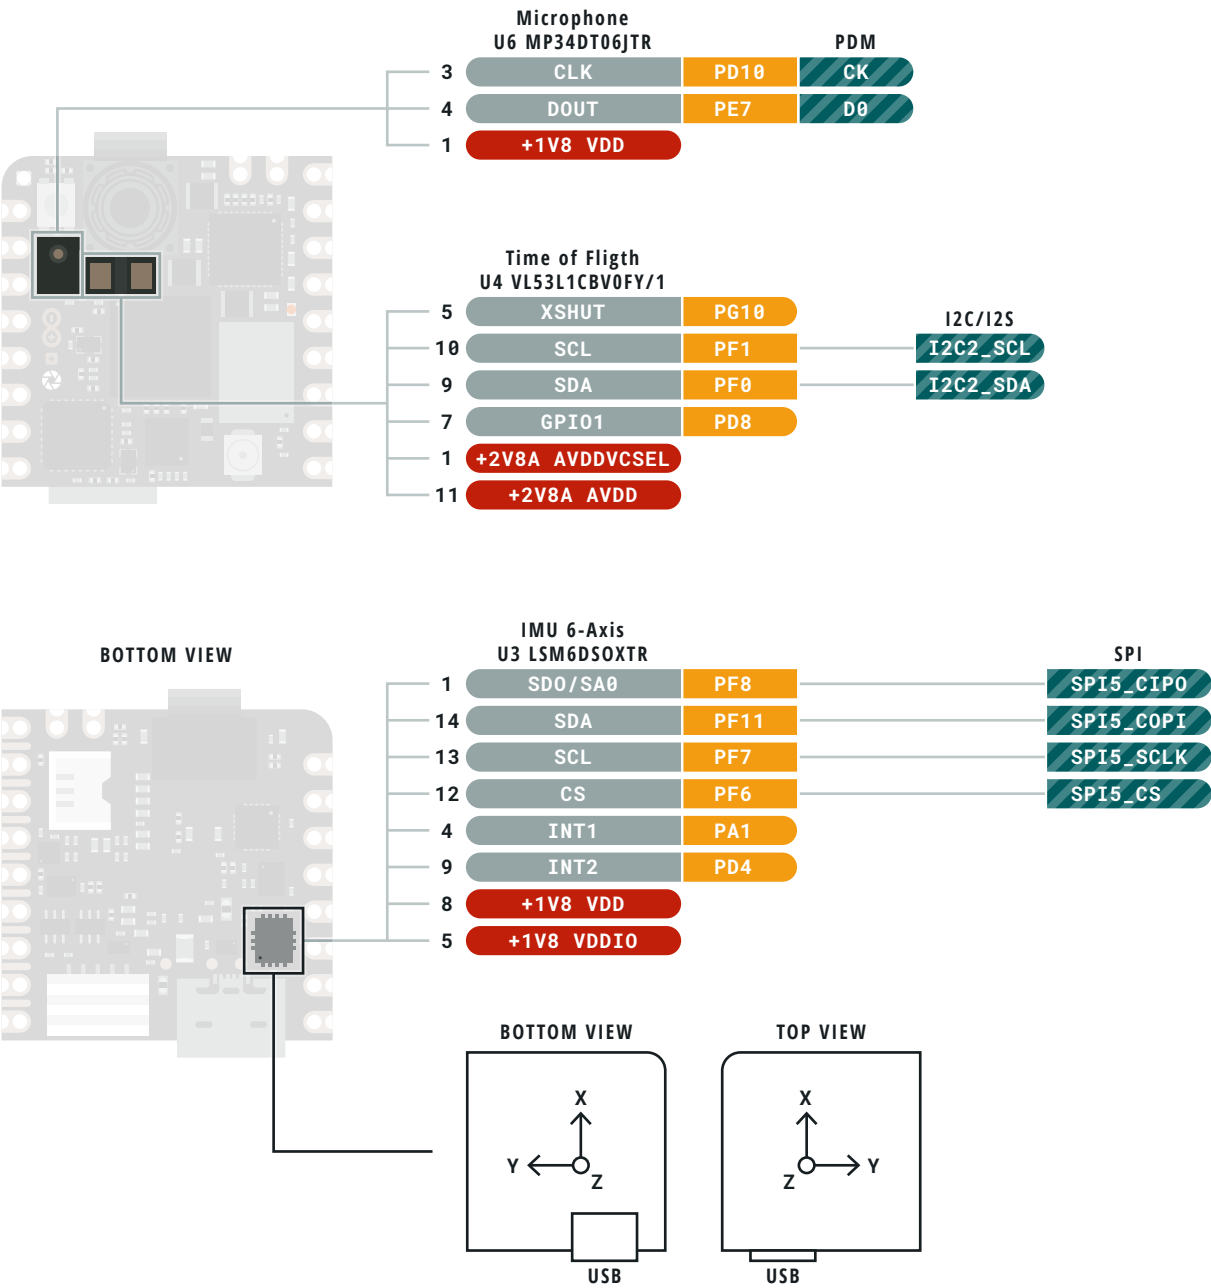 Microphone
U6 MP34DT06JTR
PDM
3 CLK PD10 CK
4 DOUT PE7 D0
1 +1V8 VDD
Time of Fligth
U4 VL53L1CBV0FY/1
5 XSHUT PG10
I2C/I2S
10 SCL PF1 I2C2_SCL
9 SDA PF0 I2C2_SDA
7 GPIO1 PD8
1 +2V8A AVDDVCSEL
11 +2V8A AVDD
BOTTOM VIEW
IMU 6-Axis
U3 LSM6DSOXTR
SPI
1 SDO/SA0 PF8 SPI5_CIPO
14 SDA PF11 SPI5_COPI
13 SCL PF7 SPI5_SCLK
12 CS PF6 SPI5_CS
4 INT1 PA1
9 INT2 PD4
8 +1V8 VDD
5 +1V8 VDDIO
BOTTOM VIEW
X
Y
Z
USB
TOP VIEW
X
Y
Z
USB